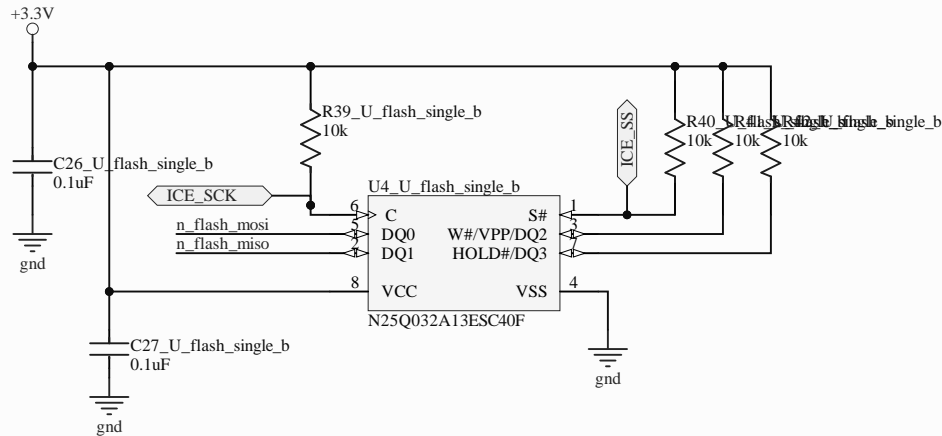 +3.3V
R39_U_flash_single_b
10k
ICE_SS
R40_U_flash_single_b
10k
10k
10k
C26_U_flash_single_b
0.1uF
ICE_SCK
U4_U_flash_single_b
6
C
S#
1
n_flash_mosi
5
DQ0
W#/VPP/DQ2
3
n_flash_miso
2
DQ1
HOLD#/DQ3
7
gnd
8
VCC
VSS
4
N25Q032A13ESC40F
C27_U_flash_single_b
0.1uF
gnd
gnd